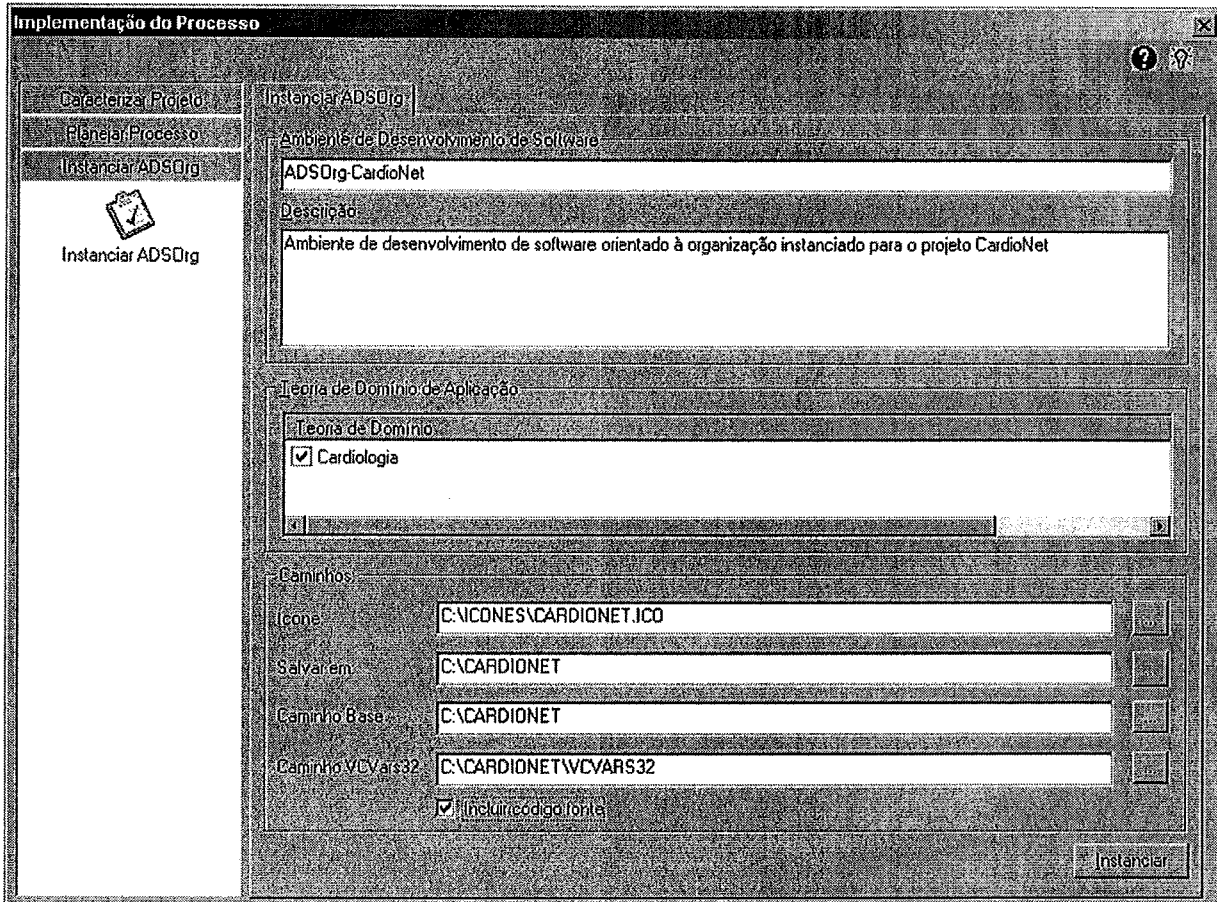 Implementação do Processo
Caracterizar Projeto
Planejar Processo
Instanciar ADSOrg
Instanciar ADSOrg
Instanciar ADSOrg
Ambiente de Desenvolvimento de Software
ADSOrg-CardioNet
Descrição
Ambiente de desenvolvimento de software orientado à organização instanciado para o projeto CardioNet
Teoria de Domínio de Aplicação
Teoria de Domínio
Cardiologia
Caminhos
Ícone
C:\ICONES\CARDIONET.ICO
Salvar em
C:\CARDIONET
Caminho Base
C:\CARDIONET
Caminho VCVars32
C:\CARDIONET\VCVARS32
Incluir código fonte
Instanciar